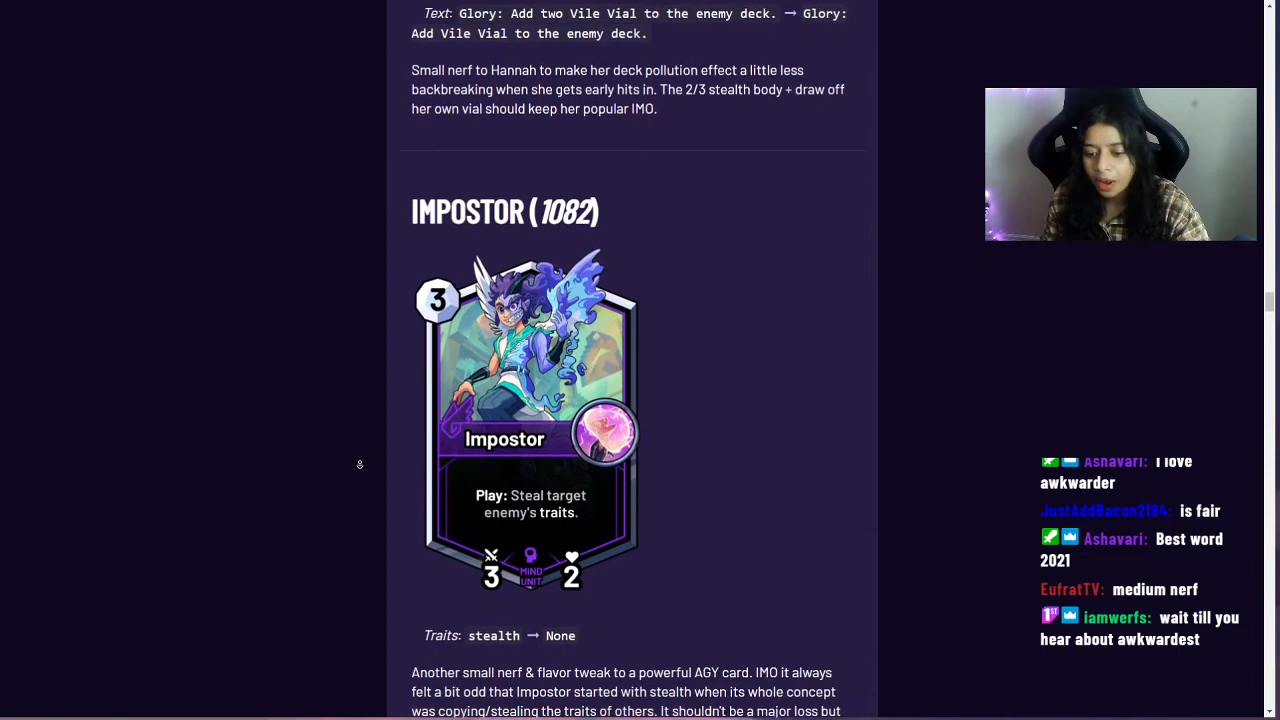 Text: Glory: Add two Vile Vial to the enemy deck. → Glory:
Add Vile Vial to the enemy deck.
Small nerf to Hannah to make her deck pollution effect a little less
backbreaking when she gets early hits in. The 2/3 stealth body + draw off
her own vial should keep her popular IMO.
IMPOSTOR (1082)
3
Impostor
Play: Steal target
enemy's traits.
3
MIND
UNIT
2
Traits: stealth → None
Another small nerf & flavor tweak to a powerful AGY card. IMO it always
felt a bit odd that Impostor started with stealth when its whole concept
was copying/stealing the traits of others. It shouldn't be a major loss but
Ashavari: I love
awkwarder
JustAddBacon2184: is fair
Ashavari: Best word
2021
EufratTV: medium nerf
1ST iamwerfs: wait till you
hear about awkwardest